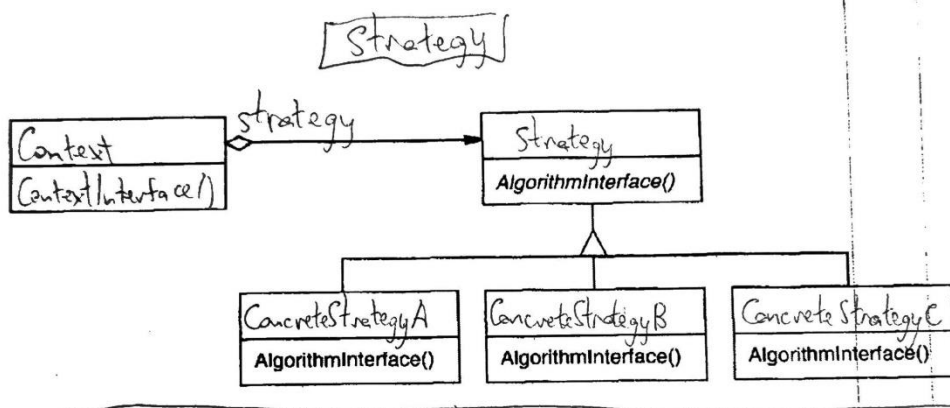 Strategy
strategy
Context
ContextInterface()
Strategy
AlgorithmInterface()
ConcreteStrategyA
AlgorithmInterface()
ConcreteStrategyB
AlgorithmInterface()
ConcreteStrategyC
AlgorithmInterface()